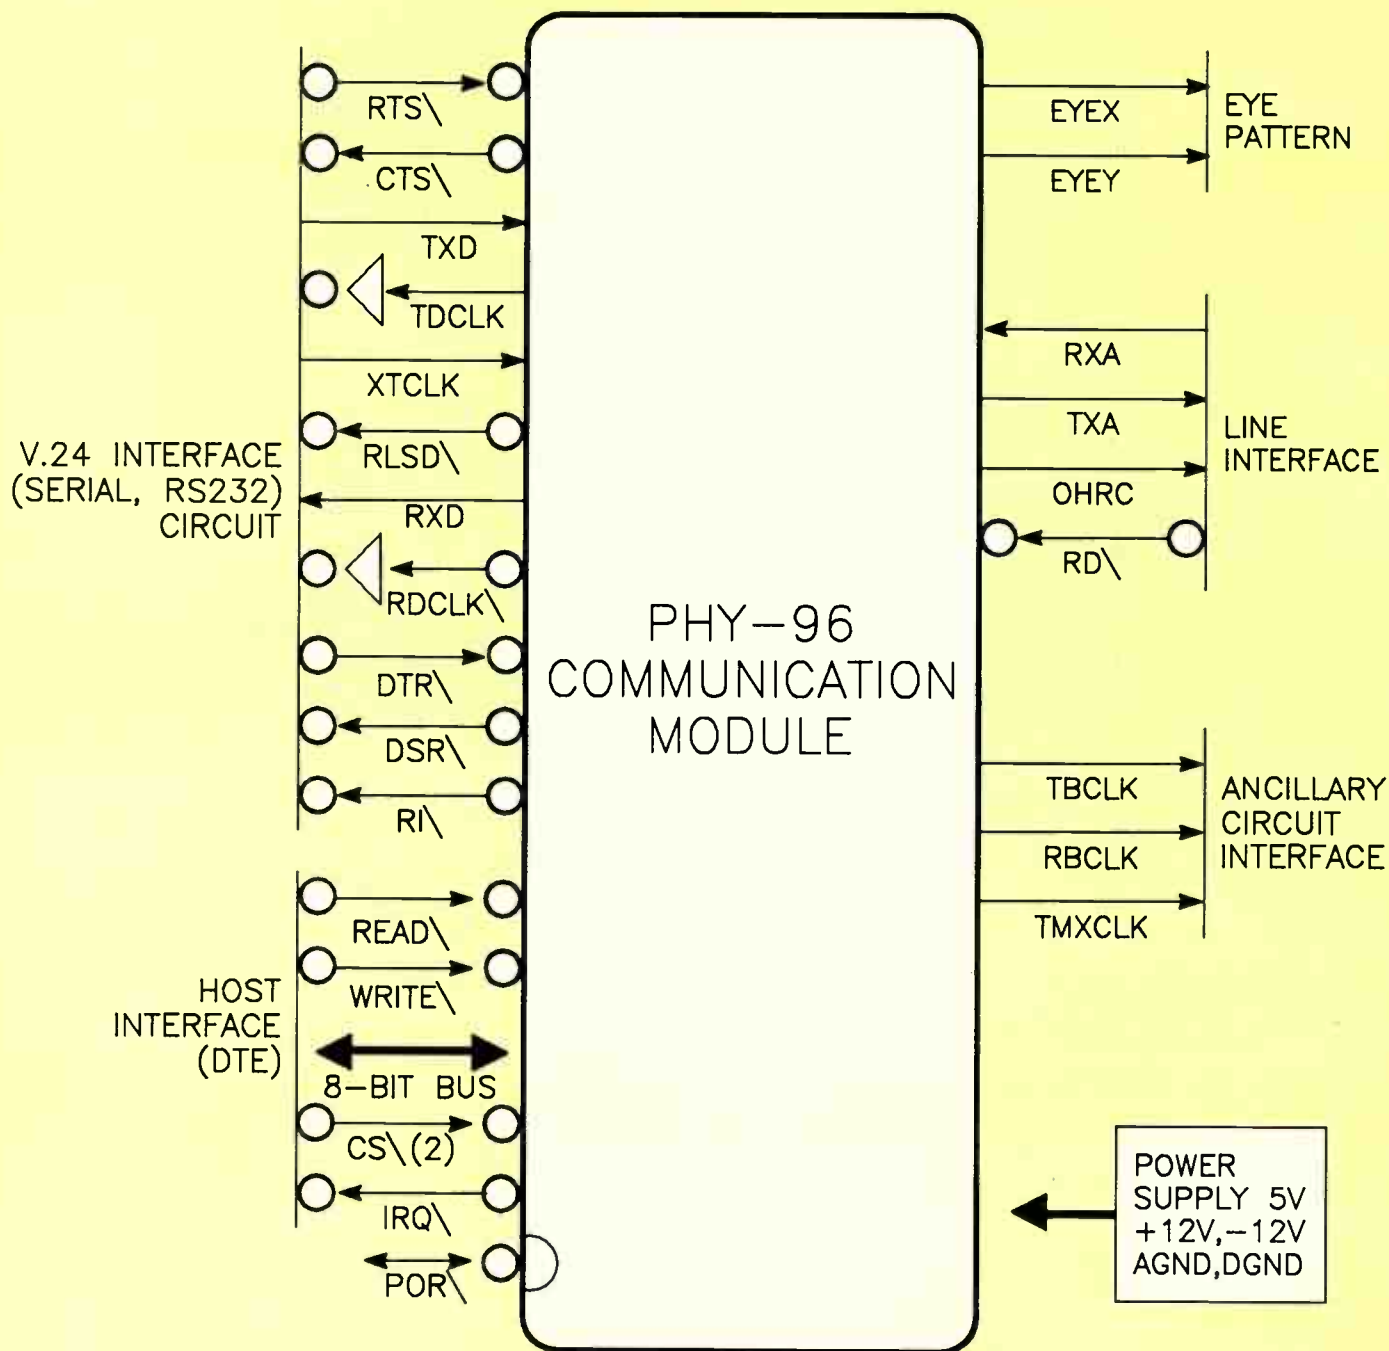 RTS\
CTS\
TXD
TDCLK
XTCLK
RLSD\
RXD
RDCLK\
DTR\
DSR\
RI\
V.24 INTERFACE
(SERIAL, RS232)
CIRCUIT
READ\
WRITE\
8-BIT BUS
CS\(2)
IRQ\
POR\
HOST
INTERFACE
(DTE)
PHY-96
COMMUNICATION
MODULE
EYEX
EYEY
EYE
PATTERN
RXA
TXA
OHRC
RD\
LINE
INTERFACE
TBCLK
RBCLK
TMXCLK
ANCILLARY
CIRCUIT
INTERFACE
POWER
SUPPLY 5V
+12V,-12V
AGND,DGND